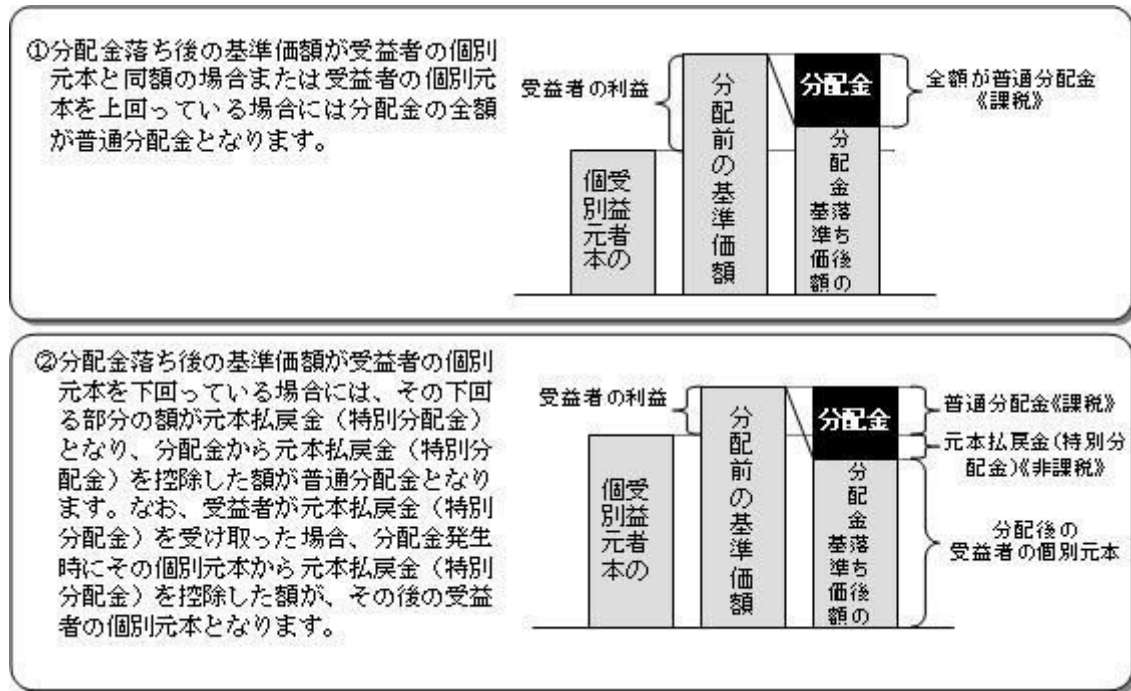 ①分配金落ち後の基準価額が受益者の個別
元本と同額の場合または受益者の個別元
本を上回っている場合には分配金の全額
が普通分配金となります。
受益者の利益
受益者の
個別元本
分配前の基準価額
分配金
分配金落ち後の
基準価額
全額が普通分配金
《課税》
②分配金落ち後の基準価額が受益者の個別
元本を下回っている場合には、その下回
る部分の額が元本払戻金（特別分配金）
となり、分配金から元本払戻金（特別分
配金）を控除した額が普通分配金となり
ます。なお、受益者が元本払戻金（特別
分配金）を受け取った場合、分配金発生
時にその個別元本から元本払戻金（特別
分配金）を控除した額が、その後の受益
者の個別元本となります。
受益者の利益
受益者の
個別元本
分配前の基準価額
分配金
分配金落ち後の
基準価額
普通分配金《課税》
元本払戻金(特別分
配金)《非課税》
分配後の
受益者の個別元本